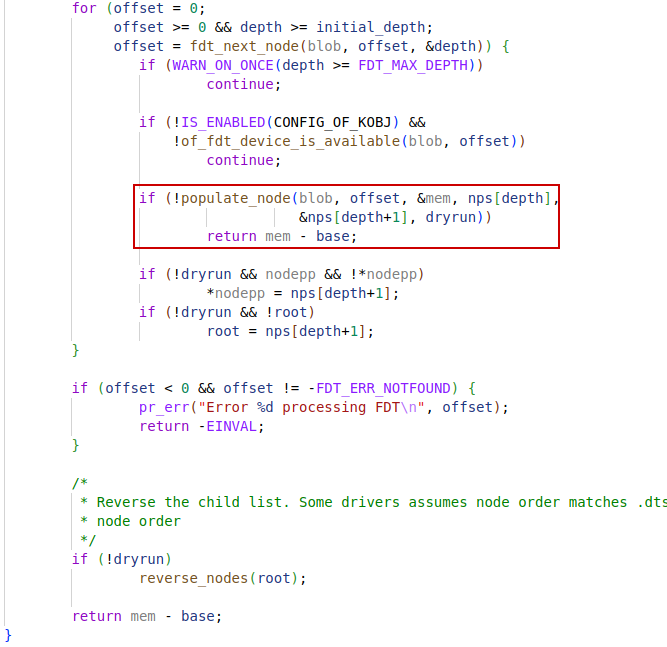 for (offset = 0;
offset >= 0 && depth >= initial_depth;
offset = fdt_next_node(blob, offset, &depth)) {
if (WARN_ON_ONCE(depth >= FDT_MAX_DEPTH))
continue;
if (!IS_ENABLED(CONFIG_OF_KOBJ) &&
!of_fdt_device_is_available(blob, offset))
continue;
if (!populate_node(blob, offset, &mem, nps[depth],
&nps[depth+1], dryrun))
return mem - base;
if (!dryrun && nodepp && !*nodepp)
*nodepp = nps[depth+1];
if (!dryrun && !root)
root = nps[depth+1];
}
if (offset < 0 && offset != -FDT_ERR_NOTFOUND) {
pr_err("Error %d processing FDT\n", offset);
return -EINVAL;
}
/*
* Reverse the child list. Some drivers assumes node order matches .dts
* node order
*/
if (!dryrun)
reverse_nodes(root);
return mem - base;
}